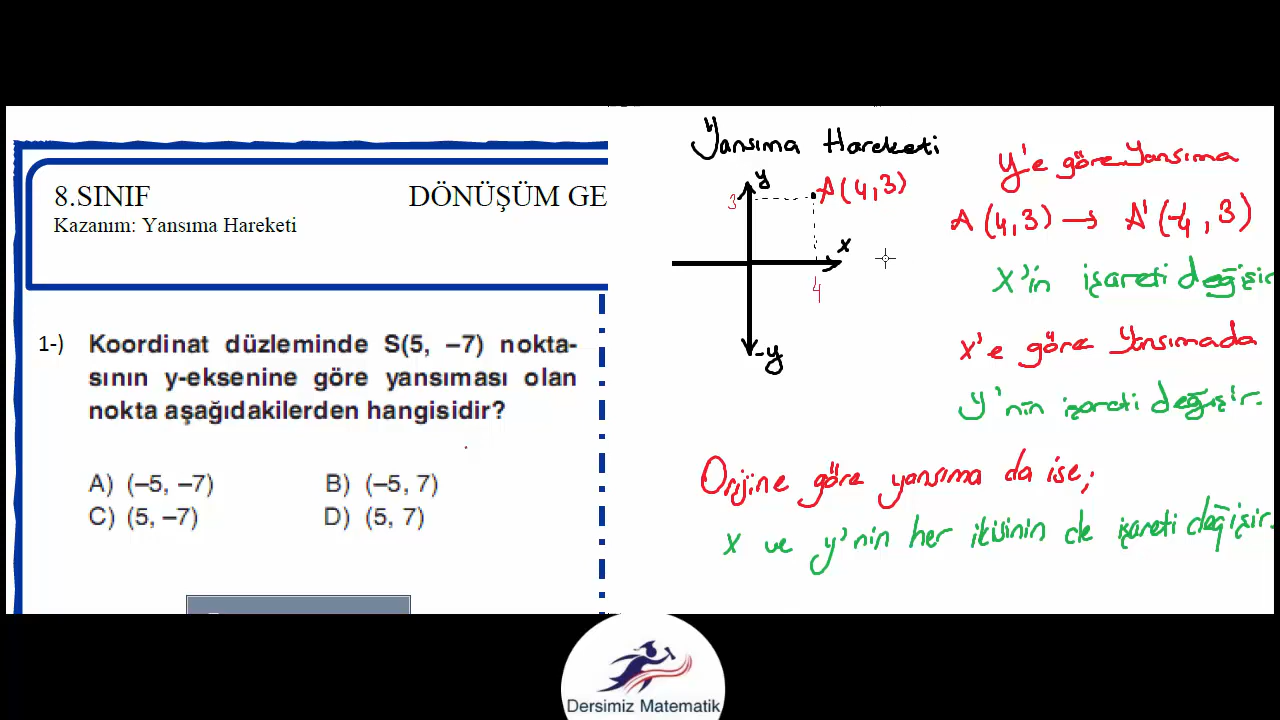 8.SINIF
DÖNÜŞÜM GE
Kazanım: Yansıma Hareketi
1-) Koordinat düzleminde S(5, –7) nokta-
sının y-eksenine göre yansıması olan
nokta aşağıdakilerden hangisidir?
A) (–5, –7)
B) (–5, 7)
C) (5, –7)
D) (5, 7)
Yansıma Hareketi
y
3
A(4,3)
x
4
-y
y'e göre Yansıma
A(4,3) → A'(-4,3)
X'in işareti değişir
x'e göre Yansımada
y'nin işareti değişir.
Orijine göre yansıma da ise;
x ve y'nin her ikisinin de işareti değişir.
Dersimiz Matematik